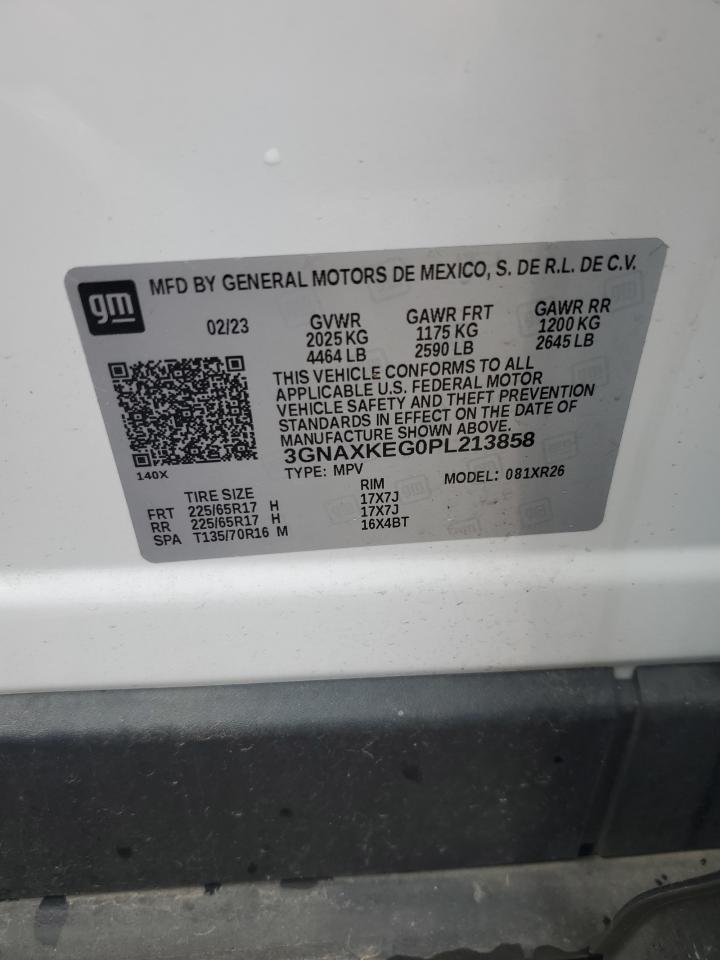 gm
MFD BY GENERAL MOTORS DE MEXICO, S. DE R.L. DE C.V.
02/23
GVWR
2025 KG
4464 LB
GAWR FRT
1175 KG
2590 LB
GAWR RR
1200 KG
2645 LB
THIS VEHICLE CONFORMS TO ALL
APPLICABLE U.S. FEDERAL MOTOR
VEHICLE SAFETY AND THEFT PREVENTION
STANDARDS IN EFFECT ON THE DATE OF
MANUFACTURE SHOWN ABOVE.
3GNAXKEG0PL213858
140X
TYPE: MPV
MODEL: 081XR26
TIRE SIZE RIM
FRT 225/65R17 H 17X7J
RR 225/65R17 H 17X7J
SPA T135/70R16 M 16X4BT